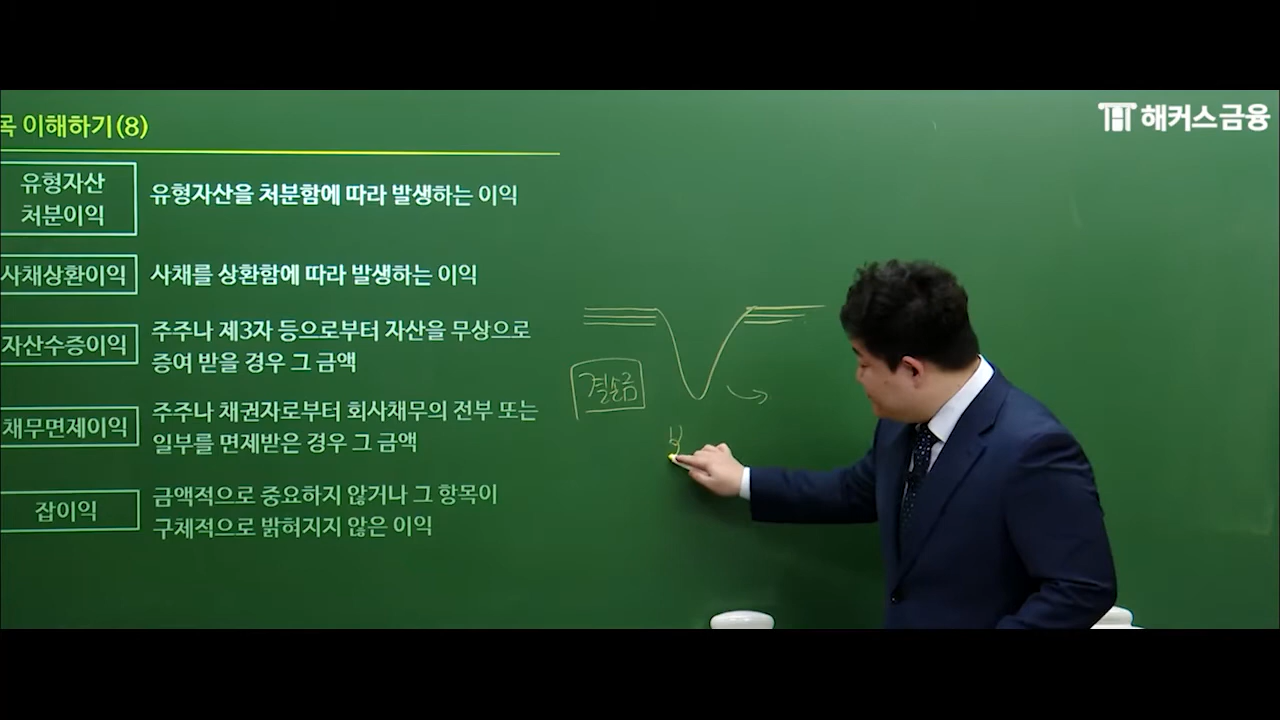 목 이해하기(8)
해커스금융
유형자산
처분이익
유형자산을 처분함에 따라 발생하는 이익
사채상환이익
사채를 상환함에 따라 발생하는 이익
자산수증이익
주주나 제3자 등으로부터 자산을 무상으로
증여 받을 경우 그 금액
채무면제이익
주주나 채권자로부터 회사채무의 전부 또는
일부를 면제받은 경우 그 금액
잡이익
금액적으로 중요하지 않거나 그 항목이
구체적으로 밝혀지지 않은 이익
결손금